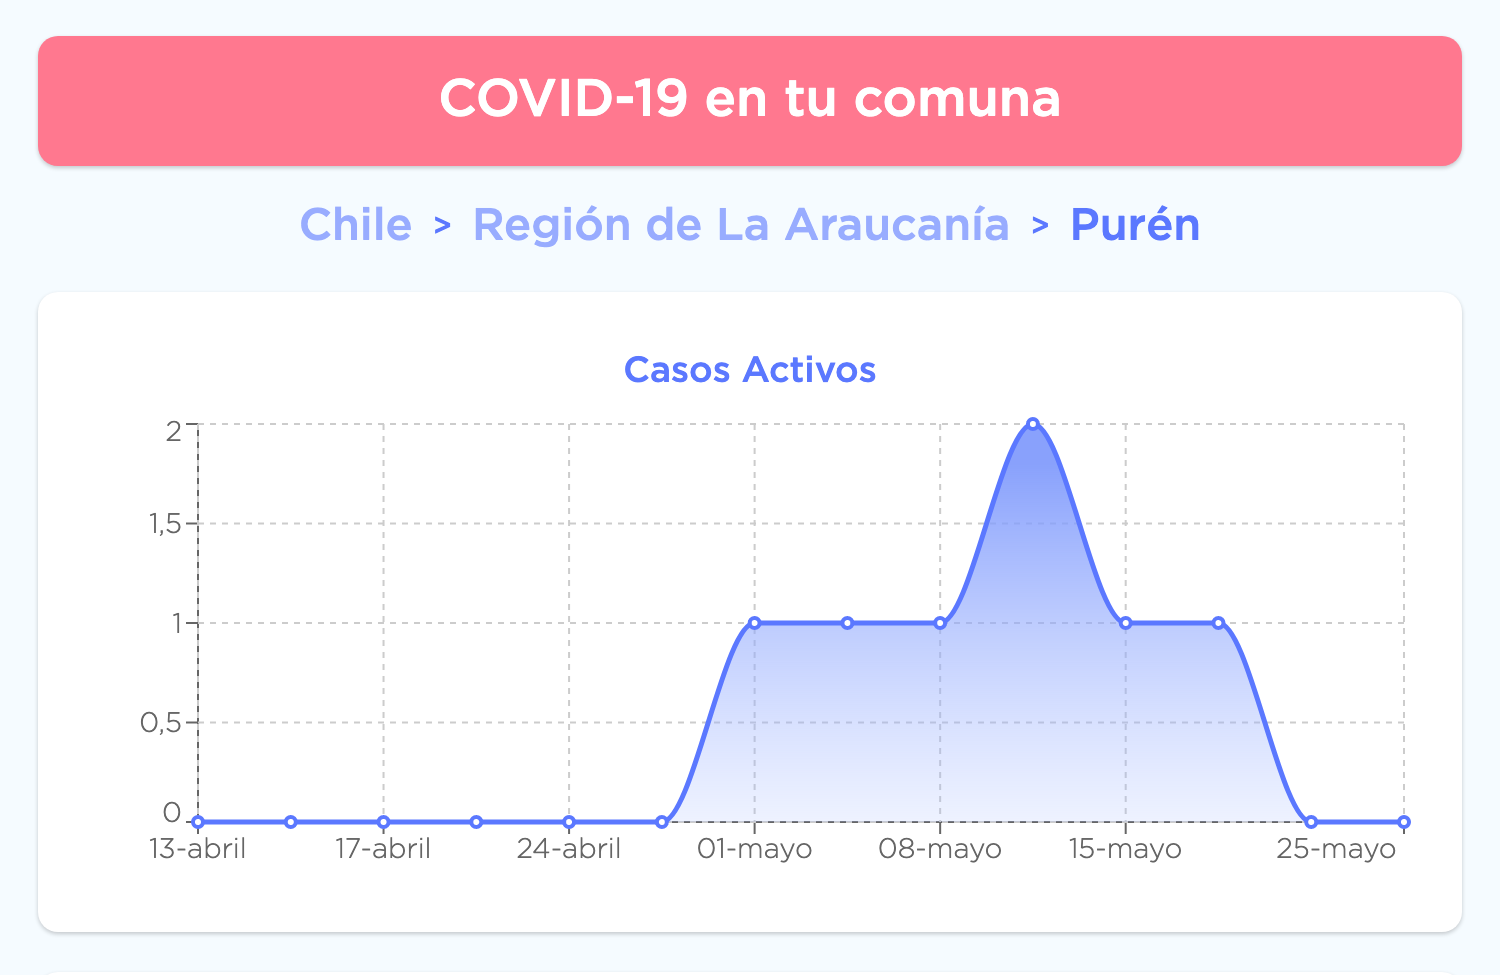 COVID-19 en tu comuna
Chile > Región de La Araucanía > Purén
Casos Activos
2
1,5
1
0,5
0
13-abril 17-abril 24-abril 01-mayo 08-mayo 15-mayo 25-mayo